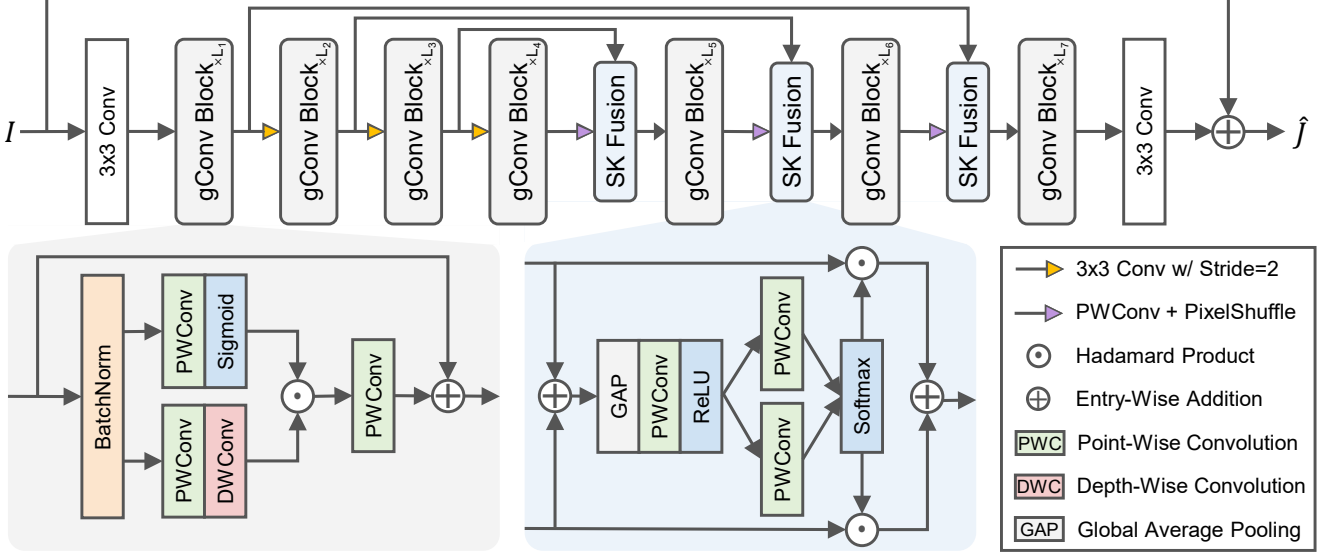 I
3x3 Conv
gConv Block ×L₁
gConv Block ×L₂
gConv Block ×L₃
gConv Block ×L₄
SK Fusion
gConv Block ×L₅
SK Fusion
gConv Block ×L₆
SK Fusion
gConv Block ×L₇
3x3 Conv
Ĵ
BatchNorm
PWConv
Sigmoid
PWConv
DWConv
PWConv
GAP
PWConv
ReLU
PWConv
PWConv
Softmax
3x3 Conv w/ Stride=2
PWConv + PixelShuffle
Hadamard Product
Entry-Wise Addition
PWC Point-Wise Convolution
DWC Depth-Wise Convolution
GAP Global Average Pooling